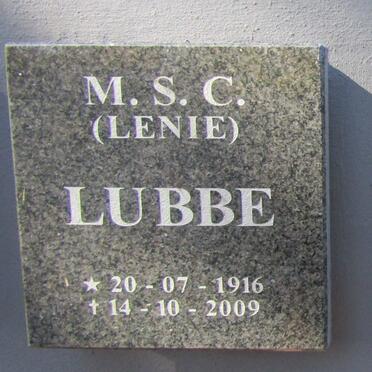 M. S. C.
(LENIE)
LUBBE
★ 20 - 07 - 1916
✝ 14 - 10 - 2009